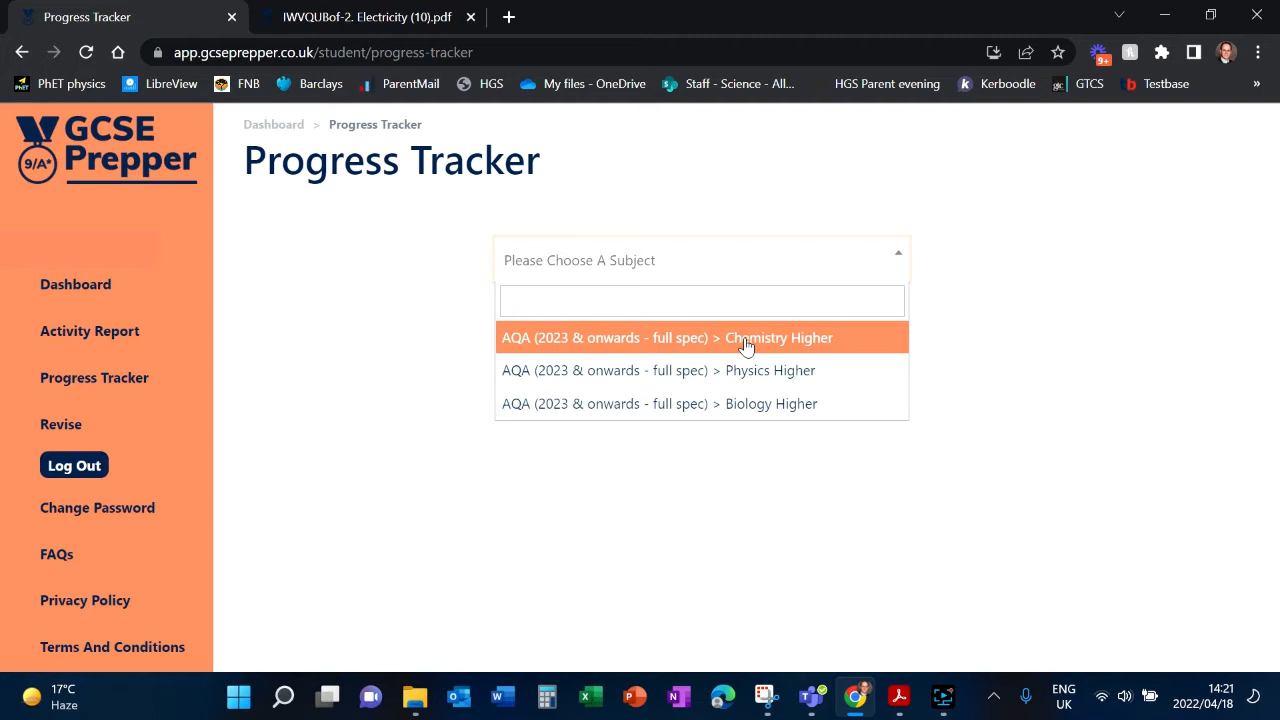 Progress Tracker
IWVQUBof-2. Electricity (10).pdf
app.gcseprepper.co.uk/student/progress-tracker
9+
PhET physics
LibreView
FNB
Barclays
ParentMail
HGS
My files - OneDrive
Staff - Science - All...
HGS Parent evening
Kerboodle
GTCS
Testbase
»
GCSE
9/A*
Prepper
Dashboard
Activity Report
Progress Tracker
Revise
Log Out
Change Password
FAQs
Privacy Policy
Terms And Conditions
Dashboard > Progress Tracker
Progress Tracker
Please Choose A Subject
AQA (2023 & onwards - full spec) > Chemistry Higher
AQA (2023 & onwards - full spec) > Physics Higher
AQA (2023 & onwards - full spec) > Biology Higher
17°C
Haze
ENG
UK
14:21
2022/04/18